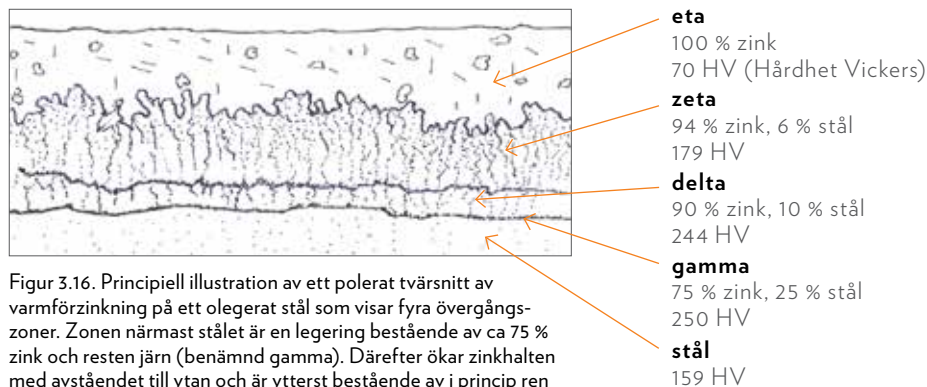 eta
100 % zink
70 HV (Hårdhet Vickers)
zeta
94 % zink, 6 % stål
179 HV
delta
90 % zink, 10 % stål
244 HV
gamma
75 % zink, 25 % stål
250 HV
stål
159 HV
Figur 3.16. Principiell illustration av ett polerat tvärsnitt av
varmförzinkning på ett olegerat stål som visar fyra övergångs-
zoner. Zonen närmast stålet är en legering bestående av ca 75 %
zink och resten järn (benämnd gamma). Därefter ökar zinkhalten
med avståendet till ytan och är ytterst bestående av i princip ren